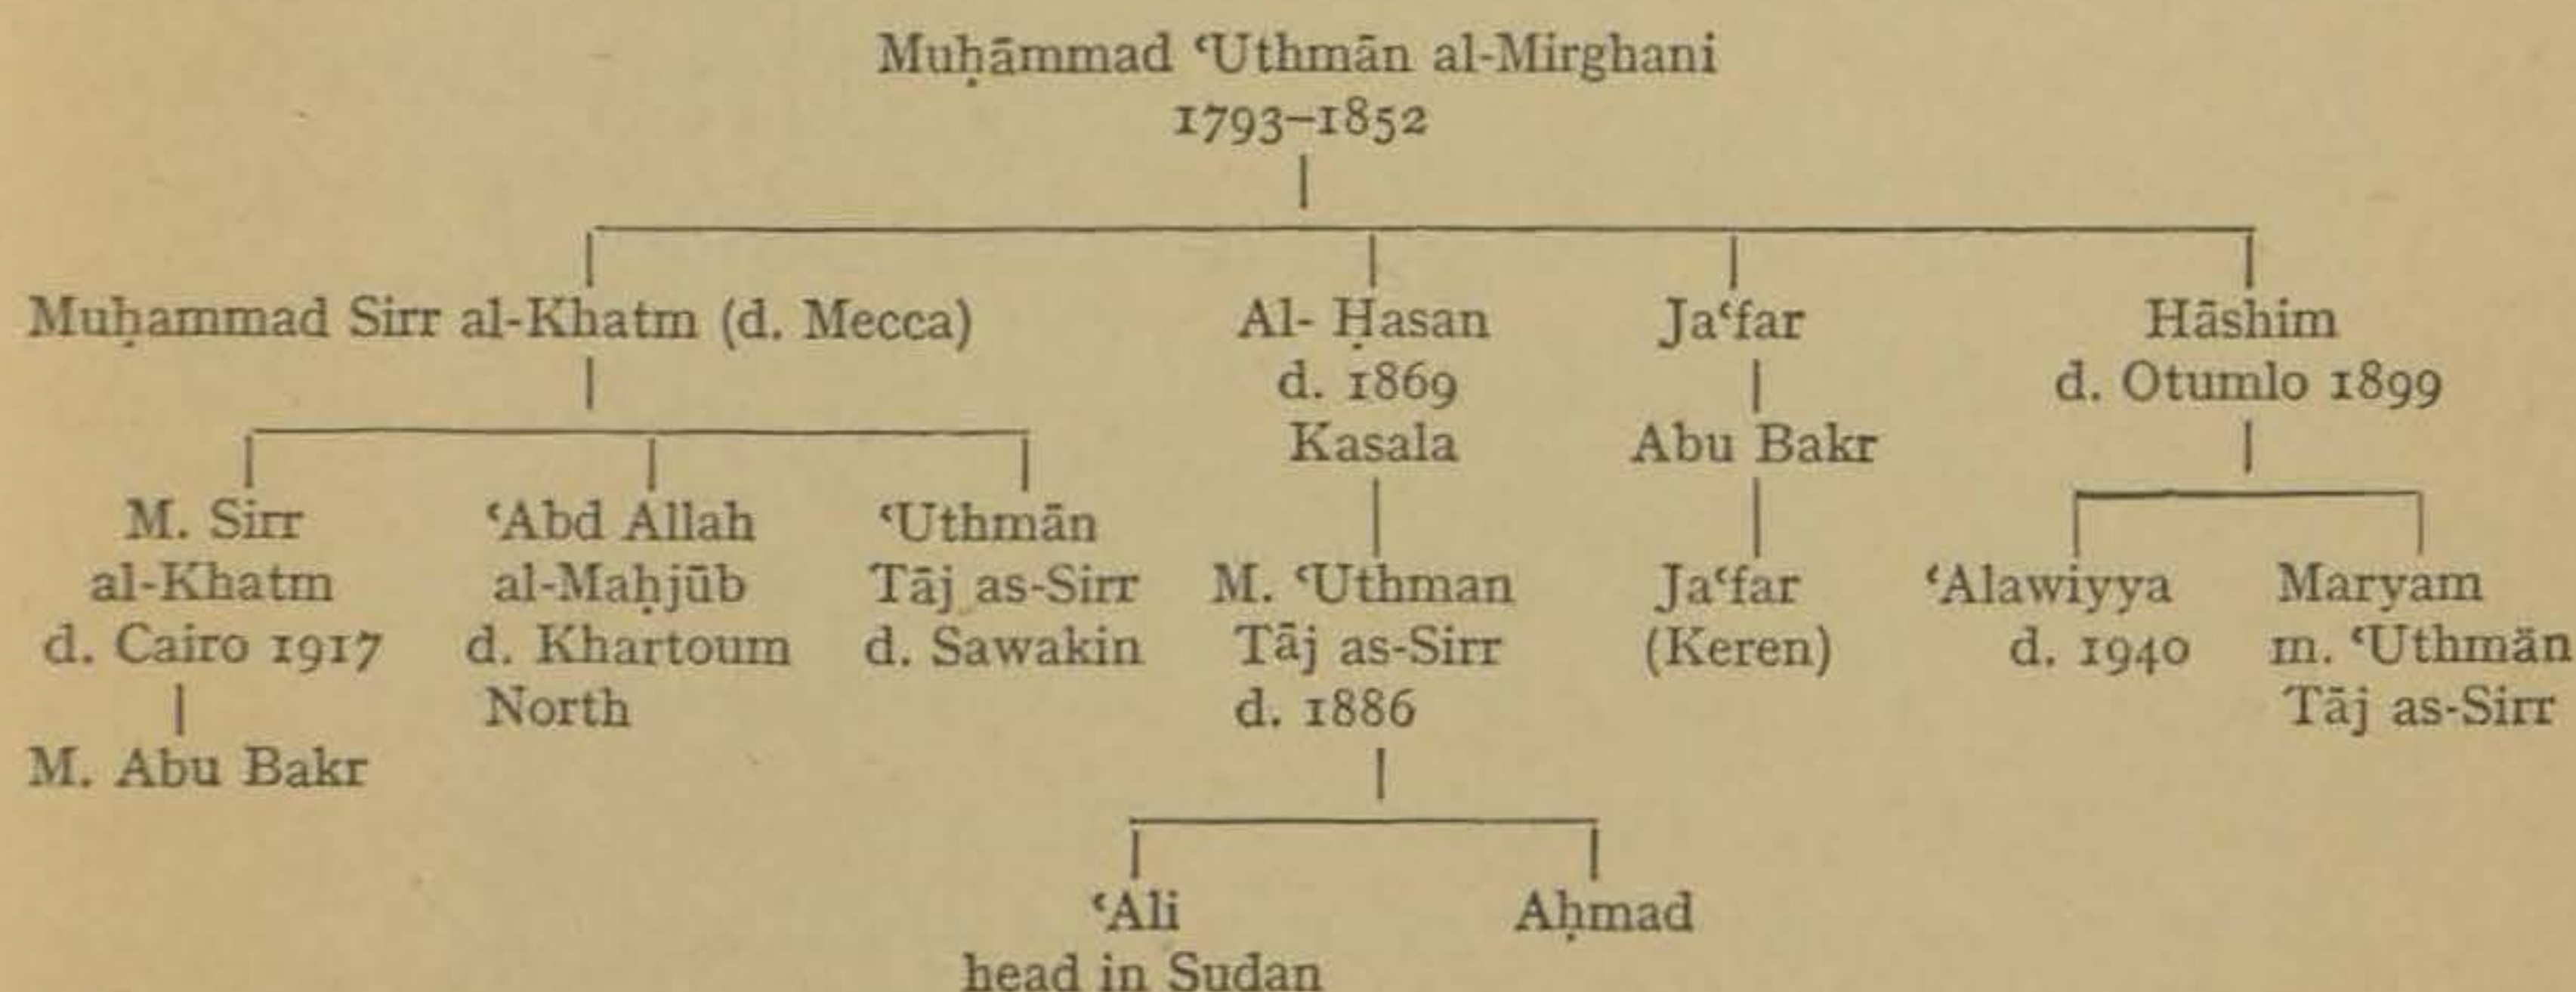 Muḥāmmad ʿUthmān al-Mirghani
1793–1852
Muḥammad Sirr al-Khatm (d. Mecca)
Al- Ḥasan
d. 1869
Kasala
Jaʿfar
Abu Bakr
Hāshim
d. Otumlo 1899
M. Sirr
al-Khatm
d. Cairo 1917
M. Abu Bakr
ʿAbd Allah
al-Maḥjūb
d. Khartoum
North
ʿUthmān
Tāj as-Sirr
d. Sawakin
M. ʿUthman
Tāj as-Sirr
d. 1886
Jaʿfar
(Keren)
ʿAlawiyya
d. 1940
Maryam
m. ʿUthmān
Tāj as-Sirr
ʿAli
head in Sudan
Aḥmad